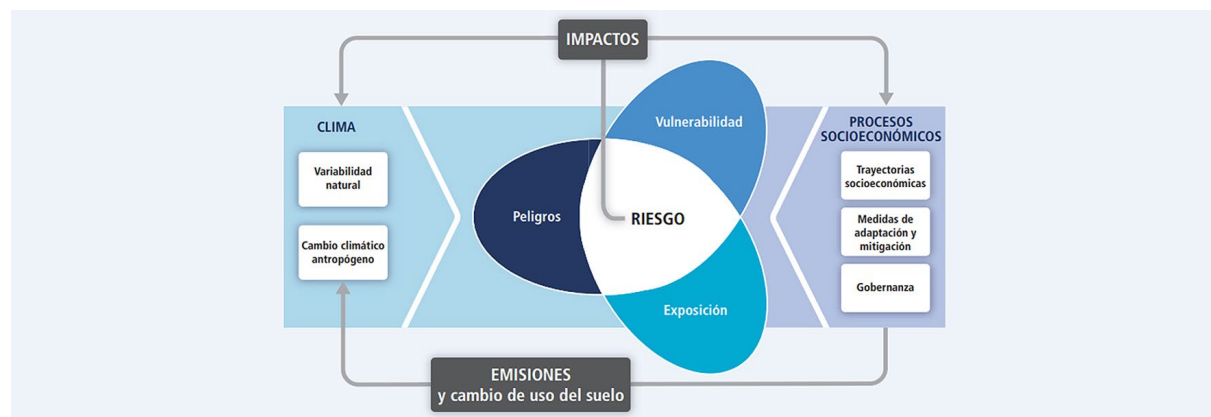 IMPACTOS
CLIMA
Variabilidad
natural
Cambio climático
antropógeno
Peligros
RIESGO
Vulnerabilidad
Exposición
PROCESOS
SOCIOECONÓMICOS
Trayectorias
socioeconómicas
Medidas de
adaptación y
mitigación
Gobernanza
EMISIONES
y cambio de uso del suelo